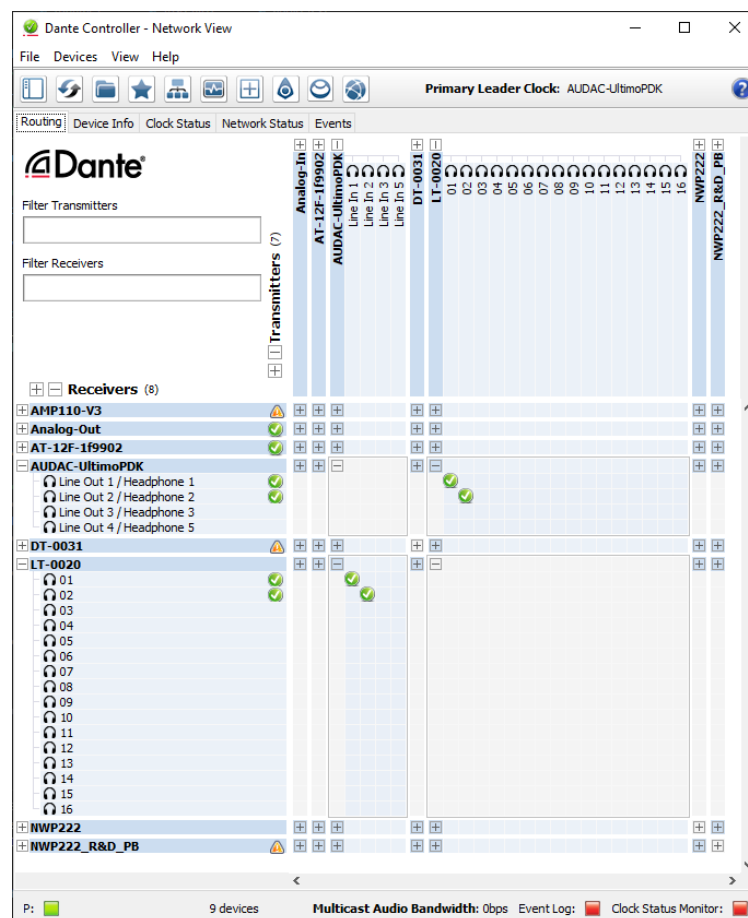 Dante Controller - Network View
File Devices View Help
Primary Leader Clock: AUDAC-UltimoPDK
Routing Device Info Clock Status Network Status Events
Dante
Filter Transmitters
Filter Receivers
Transmitters (7)
Analog-In
AT-12F-1f9902
AUDAC-UltimoPDK
Line In 1
Line In 2
Line In 3
Line In 5
DT-0031
LT-0020
01
02
03
04
05
06
07
08
09
10
11
12
13
14
15
16
NWP222
NWP222_R&D_PB
Receivers (8)
AMP110-V3
Analog-Out
AT-12F-1f9902
AUDAC-UltimoPDK
Line Out 1 / Headphone 1
Line Out 2 / Headphone 2
Line Out 3 / Headphone 3
Line Out 4 / Headphone 5
DT-0031
LT-0020
01
02
03
04
05
06
07
08
09
10
11
12
13
14
15
16
NWP222
NWP222_R&D_PB
P: 9 devices Multicast Audio Bandwidth: 0bps Event Log: Clock Status Monitor: